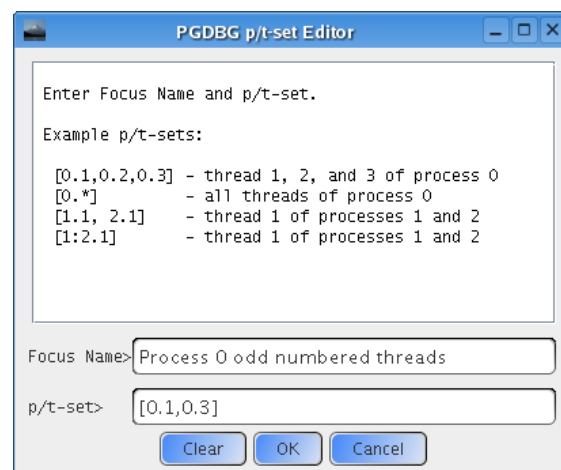 PGDBG p/t-set Editor
Enter Focus Name and p/t-set.
Example p/t-sets:
[0.1,0.2,0.3] - thread 1, 2, and 3 of process 0
[0.*] - all threads of process 0
[1.1, 2.1] - thread 1 of processes 1 and 2
[1:2.1] - thread 1 of processes 1 and 2
Focus Name> Process 0 odd numbered threads
p/t-set> [0.1,0.3]
Clear OK Cancel